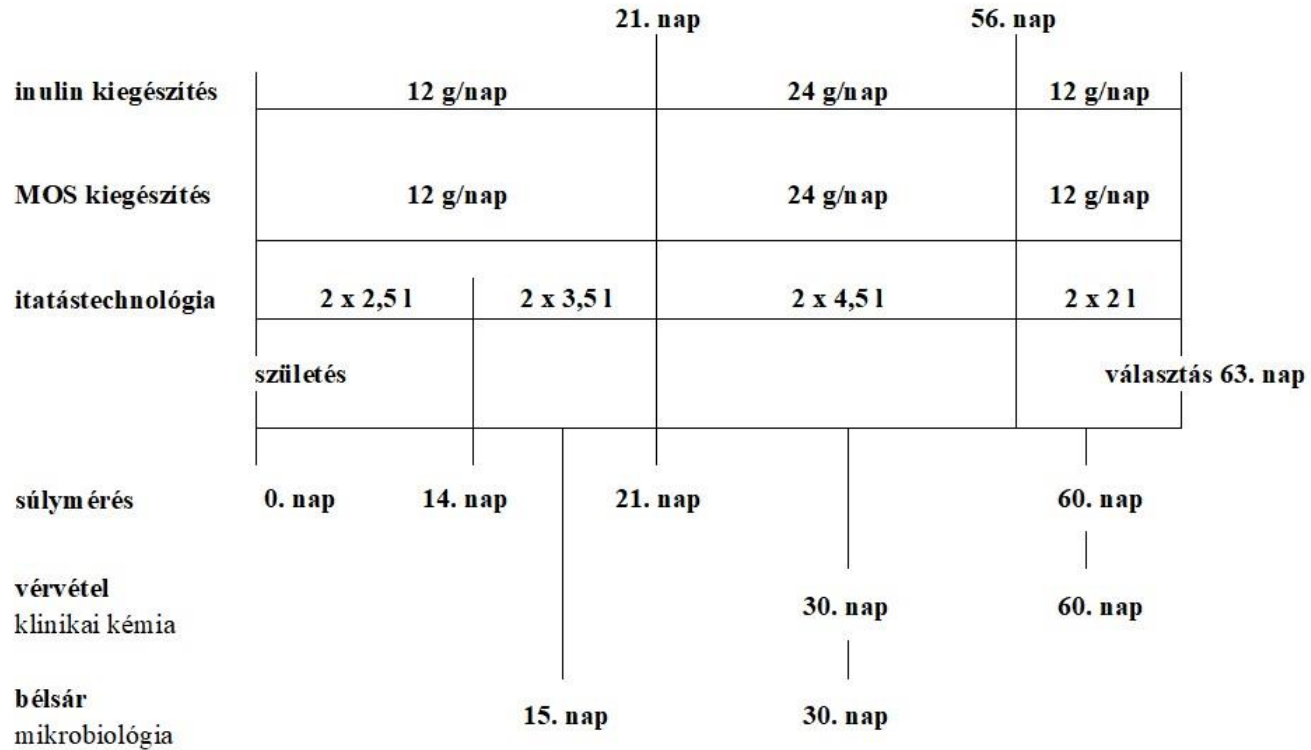 21. nap 56. nap
inulin kiegészítés 12 g/nap 24 g/nap 12 g/nap
MOS kiegészítés 12 g/nap 24 g/nap 12 g/nap
itatástechnológia 2 x 2,5 l 2 x 3,5 l 2 x 4,5 l 2 x 2 l
születés választás 63. nap
súlymérés 0. nap 14. nap 21. nap 60. nap
vérvétel
klinikai kémia 30. nap 60. nap
bélsár
mikrobiológia 15. nap 30. nap